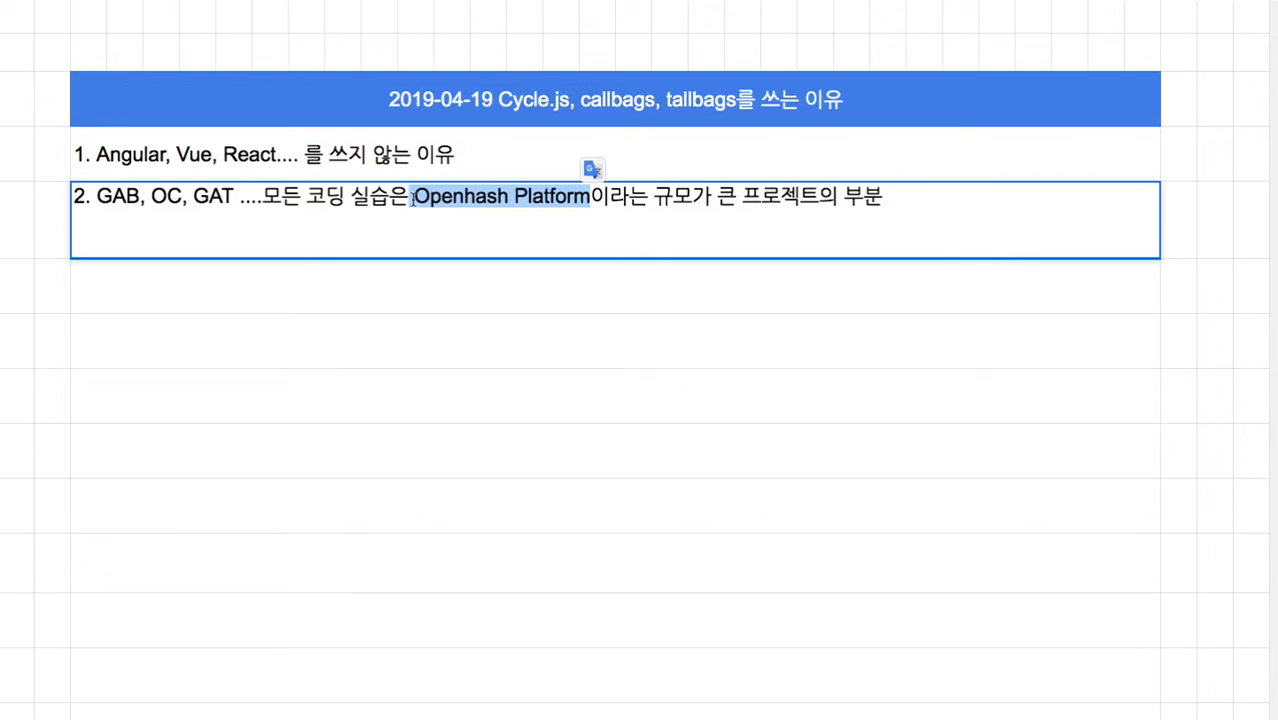 2019-04-19 Cycle.js, callbags, tallbags를 쓰는 이유
1. Angular, Vue, React.... 를 쓰지 않는 이유
2. GAB, OC, GAT ....모든 코딩 실습은 Openhash Platform이라는 규모가 큰 프로젝트의 부분